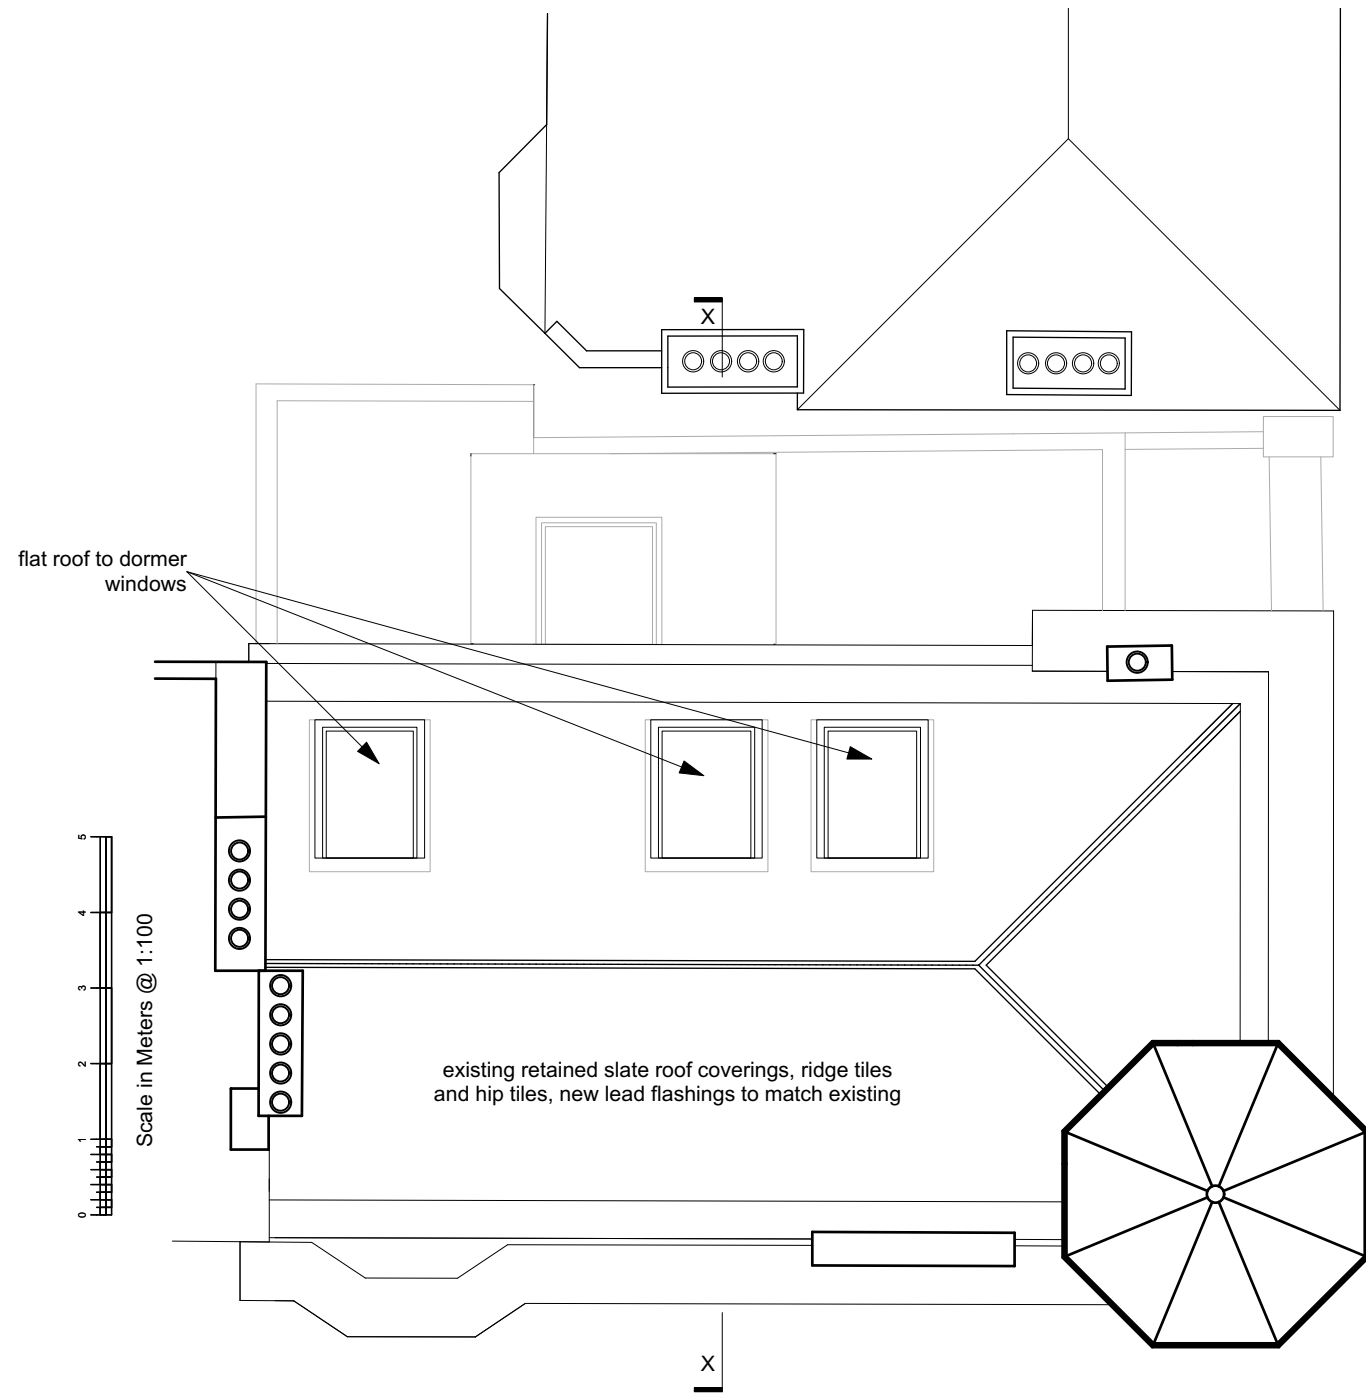 X
flat roof to dormer
windows
5
4
3
2
1
0
Scale in Meters @ 1:100
existing retained slate roof coverings, ridge tiles
and hip tiles, new lead flashings to match existing
X